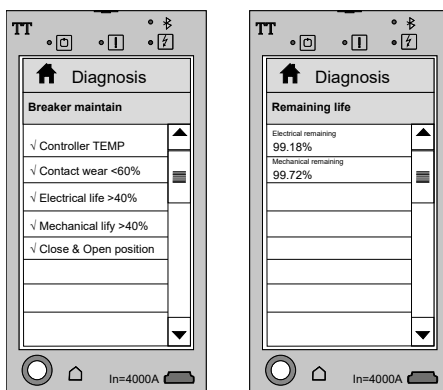 TT
Diagnosis
Breaker maintain
√ Controller TEMP
√ Contact wear <60%
√ Electrical life >40%
√ Mechanical lify >40%
√ Close & Open position
In=4000A
TT
Diagnosis
Remaining life
Electrical remaining
99.18%
Mechanical remaining
99.72%
In=4000A